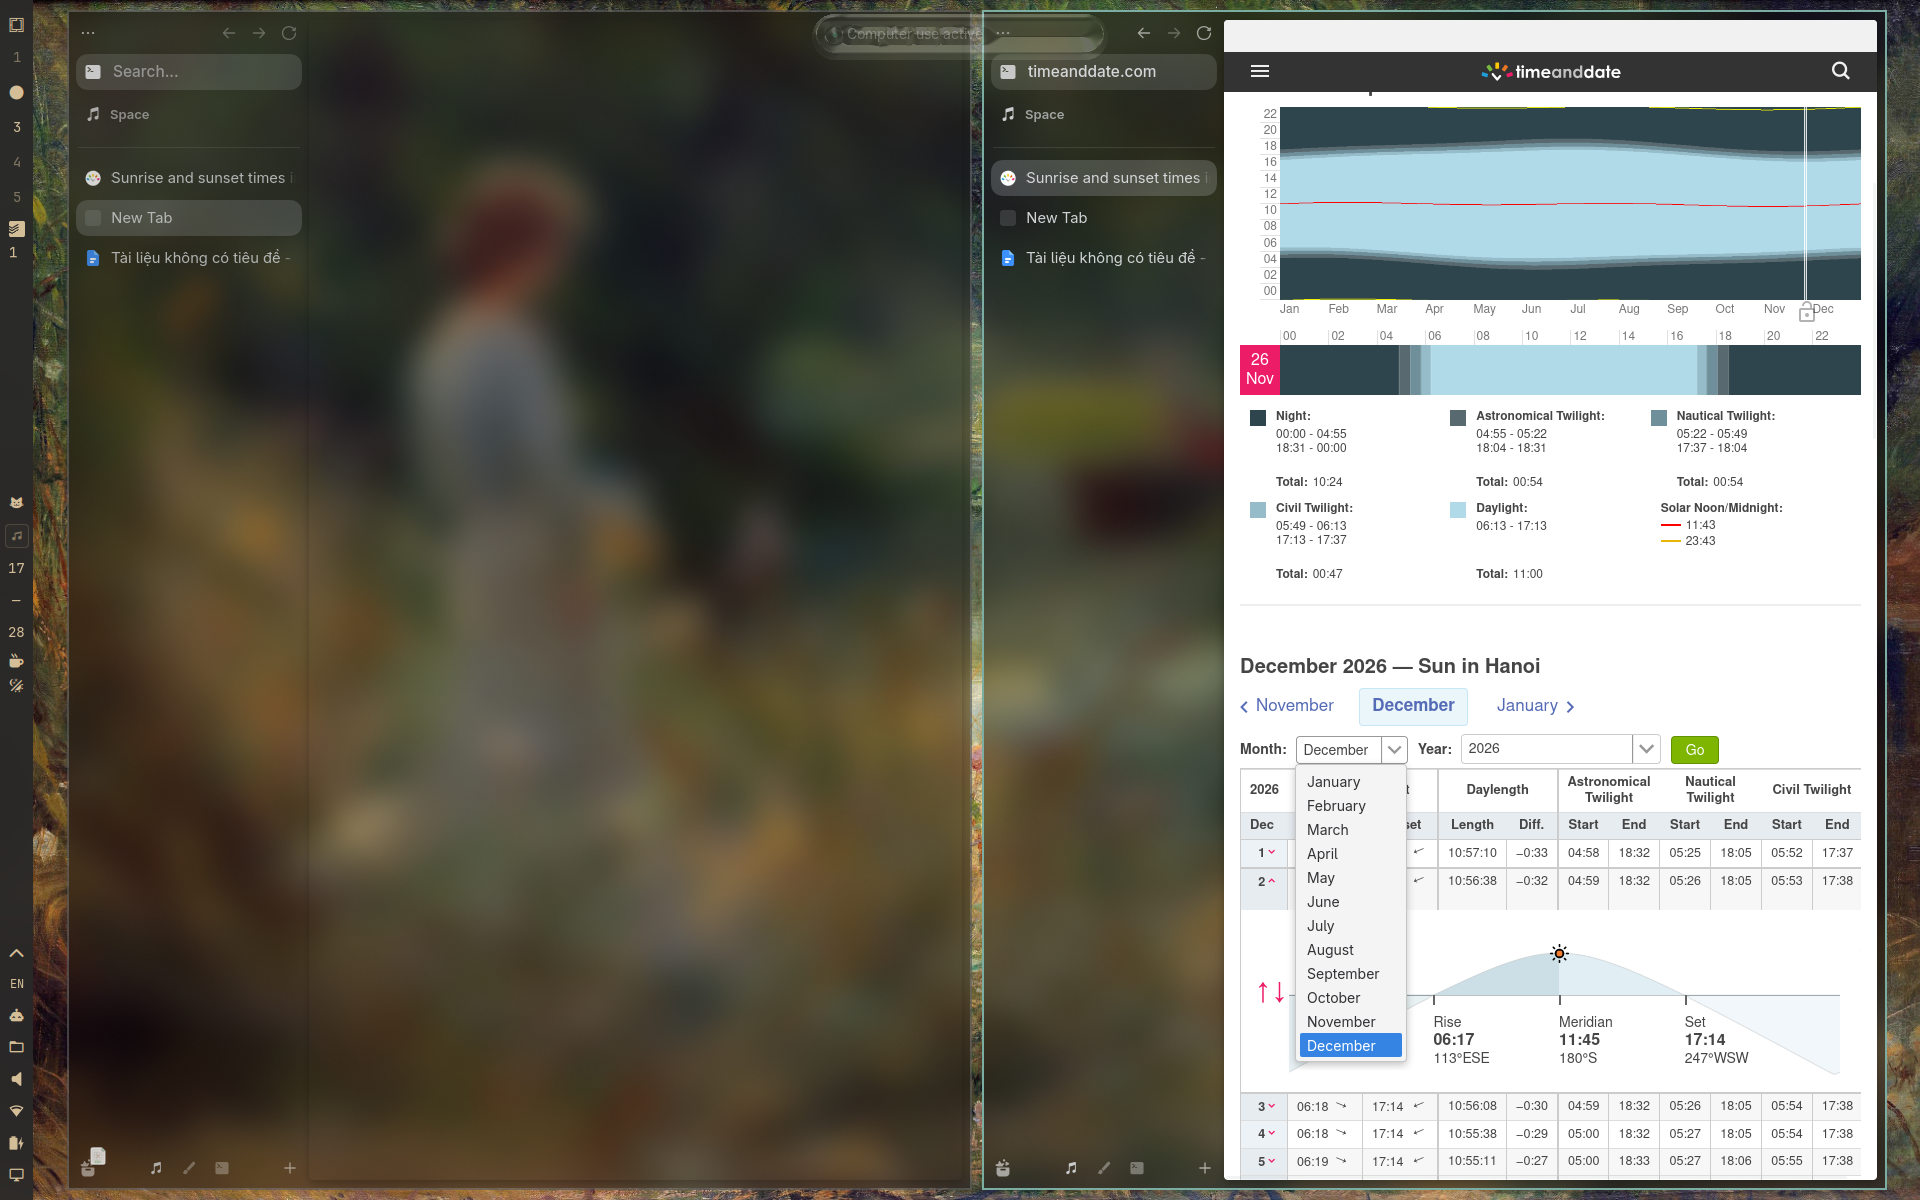 1
3
4
5
1
17
28
EN
Search...
Space
Sunrise and sunset times i
New Tab
Tài liệu không có tiêu đề -
Computer use active
timeanddate.com
Space
Sunrise and sunset times i
New Tab
Tài liệu không có tiêu đề -
timeanddate
22
20
18
16
14
12
10
08
06
04
02
00
Jan Feb Mar Apr May Jun Jul Aug Sep Oct Nov Dec
00 02 04 06 08 10 12 14 16 18 20 22
26
Nov
Night: Astronomical Twilight: Nautical Twilight:
00:00 - 04:55 04:55 - 05:22 05:22 - 05:49
18:31 - 00:00 18:04 - 18:31 17:37 - 18:04
Total: 10:24 Total: 00:54 Total: 00:54
Civil Twilight: Daylight: Solar Noon/Midnight:
05:49 - 06:13 06:13 - 17:13 11:43
17:13 - 17:37 23:43
Total: 00:47 Total: 11:00
December 2026 — Sun in Hanoi
November December January
Month: December Year: 2026 Go
January
February
March
April
May
June
July
August
September
October
November
December
2026 t Daylength Astronomical Twilight Nautical Twilight Civil Twilight
Dec set Length Diff. Start End Start End Start End
1 10:57:10 −0:33 04:58 18:32 05:25 18:05 05:52 17:37
2 10:56:38 −0:32 04:59 18:32 05:26 18:05 05:53 17:38
Rise Meridian Set
06:17 11:45 17:14
113°ESE 180°S 247°WSW
3 06:18 17:14 10:56:08 −0:30 04:59 18:32 05:26 18:05 05:54 17:38
4 06:18 17:14 10:55:38 −0:29 05:00 18:32 05:27 18:05 05:54 17:38
5 06:19 17:14 10:55:11 −0:27 05:00 18:33 05:27 18:06 05:55 17:38